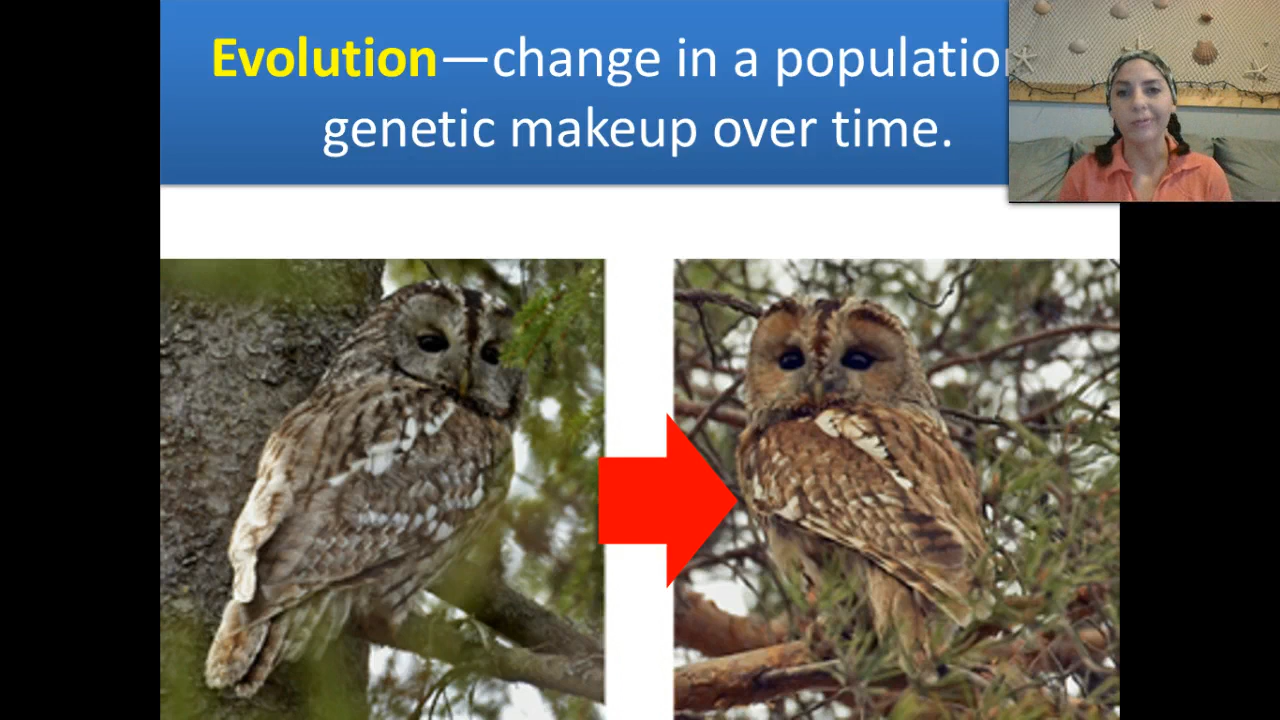 Evolution—change in a populatio
genetic makeup over time.